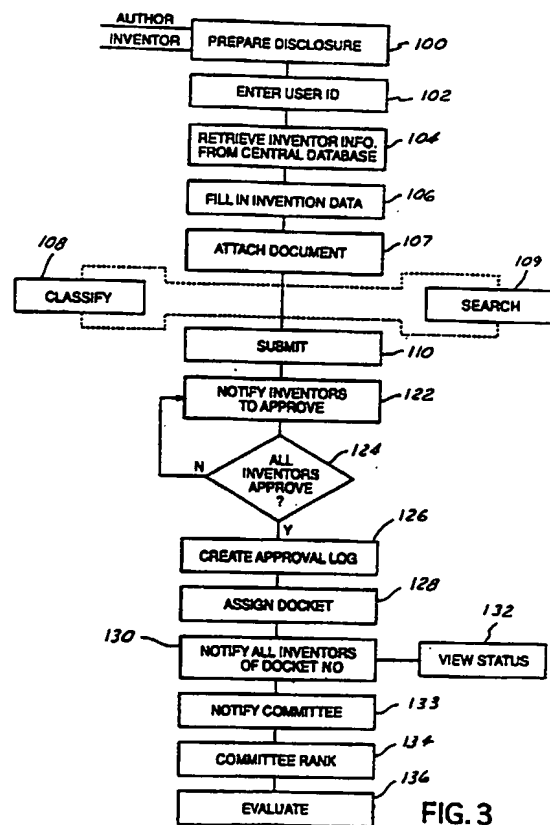 AUTHOR
INVENTOR
PREPARE DISCLOSURE
100
ENTER USER ID
102
RETRIEVE INVENTOR INFO.
FROM CENTRAL DATABASE
104
FILL IN INVENTION DATA
106
ATTACH DOCUMENT
107
108
CLASSIFY
109
SEARCH
SUBMIT
110
NOTIFY INVENTORS
TO APPROVE
122
ALL
INVENTORS
APPROVE
?
124
N
Y
CREATE APPROVAL LOG
126
ASSIGN DOCKET
128
130
NOTIFY ALL INVENTORS
OF DOCKET NO
132
VIEW STATUS
NOTIFY COMMITTEE
133
COMMITTEE RANK
134
EVALUATE
136
FIG. 3